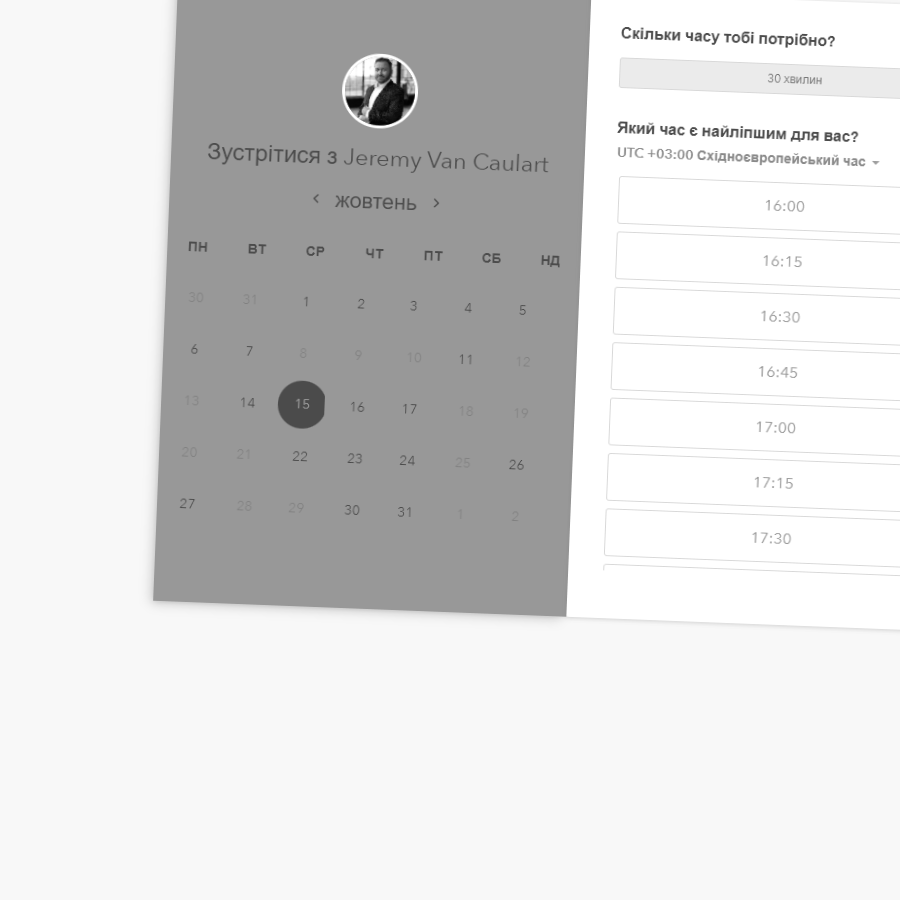 Зустрітися з Jeremy Van Caulart
жовтень
ПН ВТ СР ЧТ ПТ СБ НД
30 31 1 2 3 4 5
6 7 8 9 10 11 12
13 14 15 16 17 18 19
20 21 22 23 24 25 26
27 28 29 30 31 1 2
Скільки часу тобі потрібно?
30 хвилин
Який час є найліпшим для вас?
UTC +03:00 Східноєвропейський час
16:00
16:15
16:30
16:45
17:00
17:15
17:30